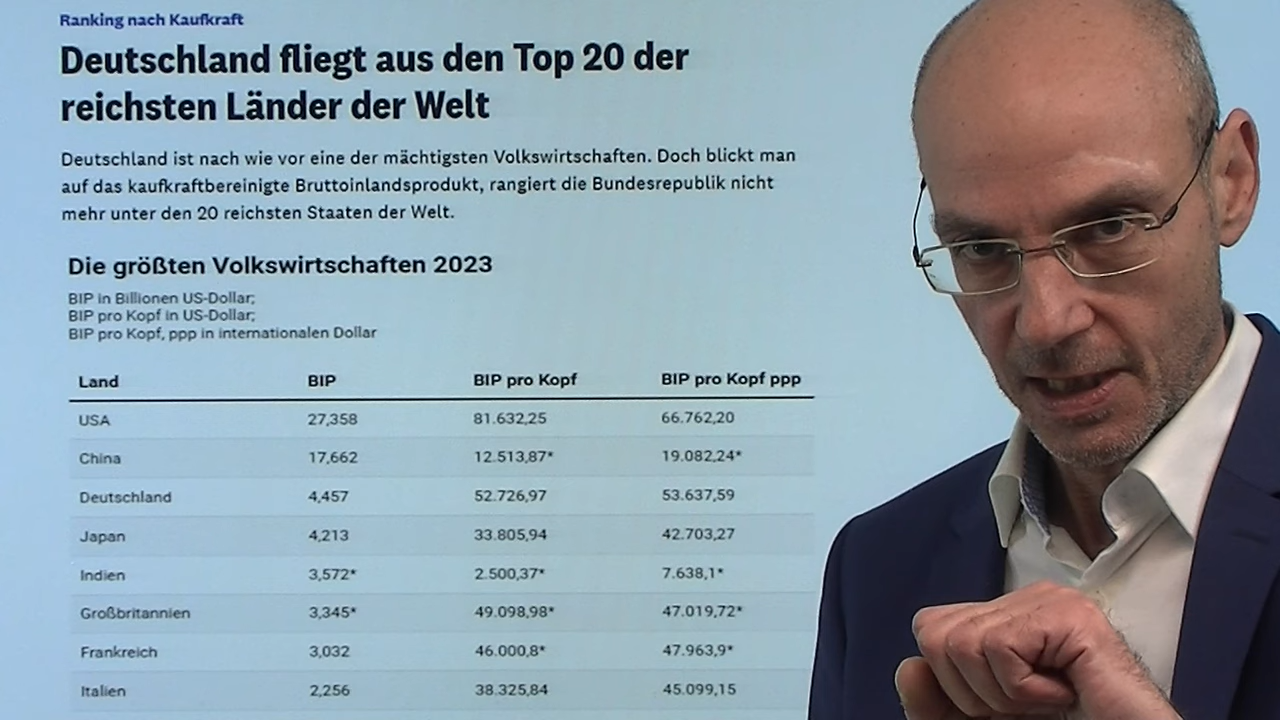 Ranking nach Kaufkraft
Deutschland fliegt aus den Top 20 der
reichsten Länder der Welt
Deutschland ist nach wie vor eine der mächtigsten Volkswirtschaften. Doch blickt man
auf das kaufkraftbereinigte Bruttoinlandsprodukt, rangiert die Bundesrepublik nicht
mehr unter den 20 reichsten Staaten der Welt.
Die größten Volkswirtschaften 2023
BIP in Billionen US-Dollar;
BIP pro Kopf in US-Dollar;
BIP pro Kopf, ppp in internationalen Dollar
Land BIP BIP pro Kopf BIP pro Kopf ppp
USA 27,358 81.632,25 66.762,20
China 17,662 12.513,87* 19.082,24*
Deutschland 4,457 52.726,97 53.637,59
Japan 4,213 33.805,94 42.703,27
Indien 3,572* 2.500,37* 7.638,1*
Großbritannien 3,345* 49.098,98* 47.019,72*
Frankreich 3,032 46.000,8* 47.963,9*
Italien 2,256 38.325,84 45.099,15